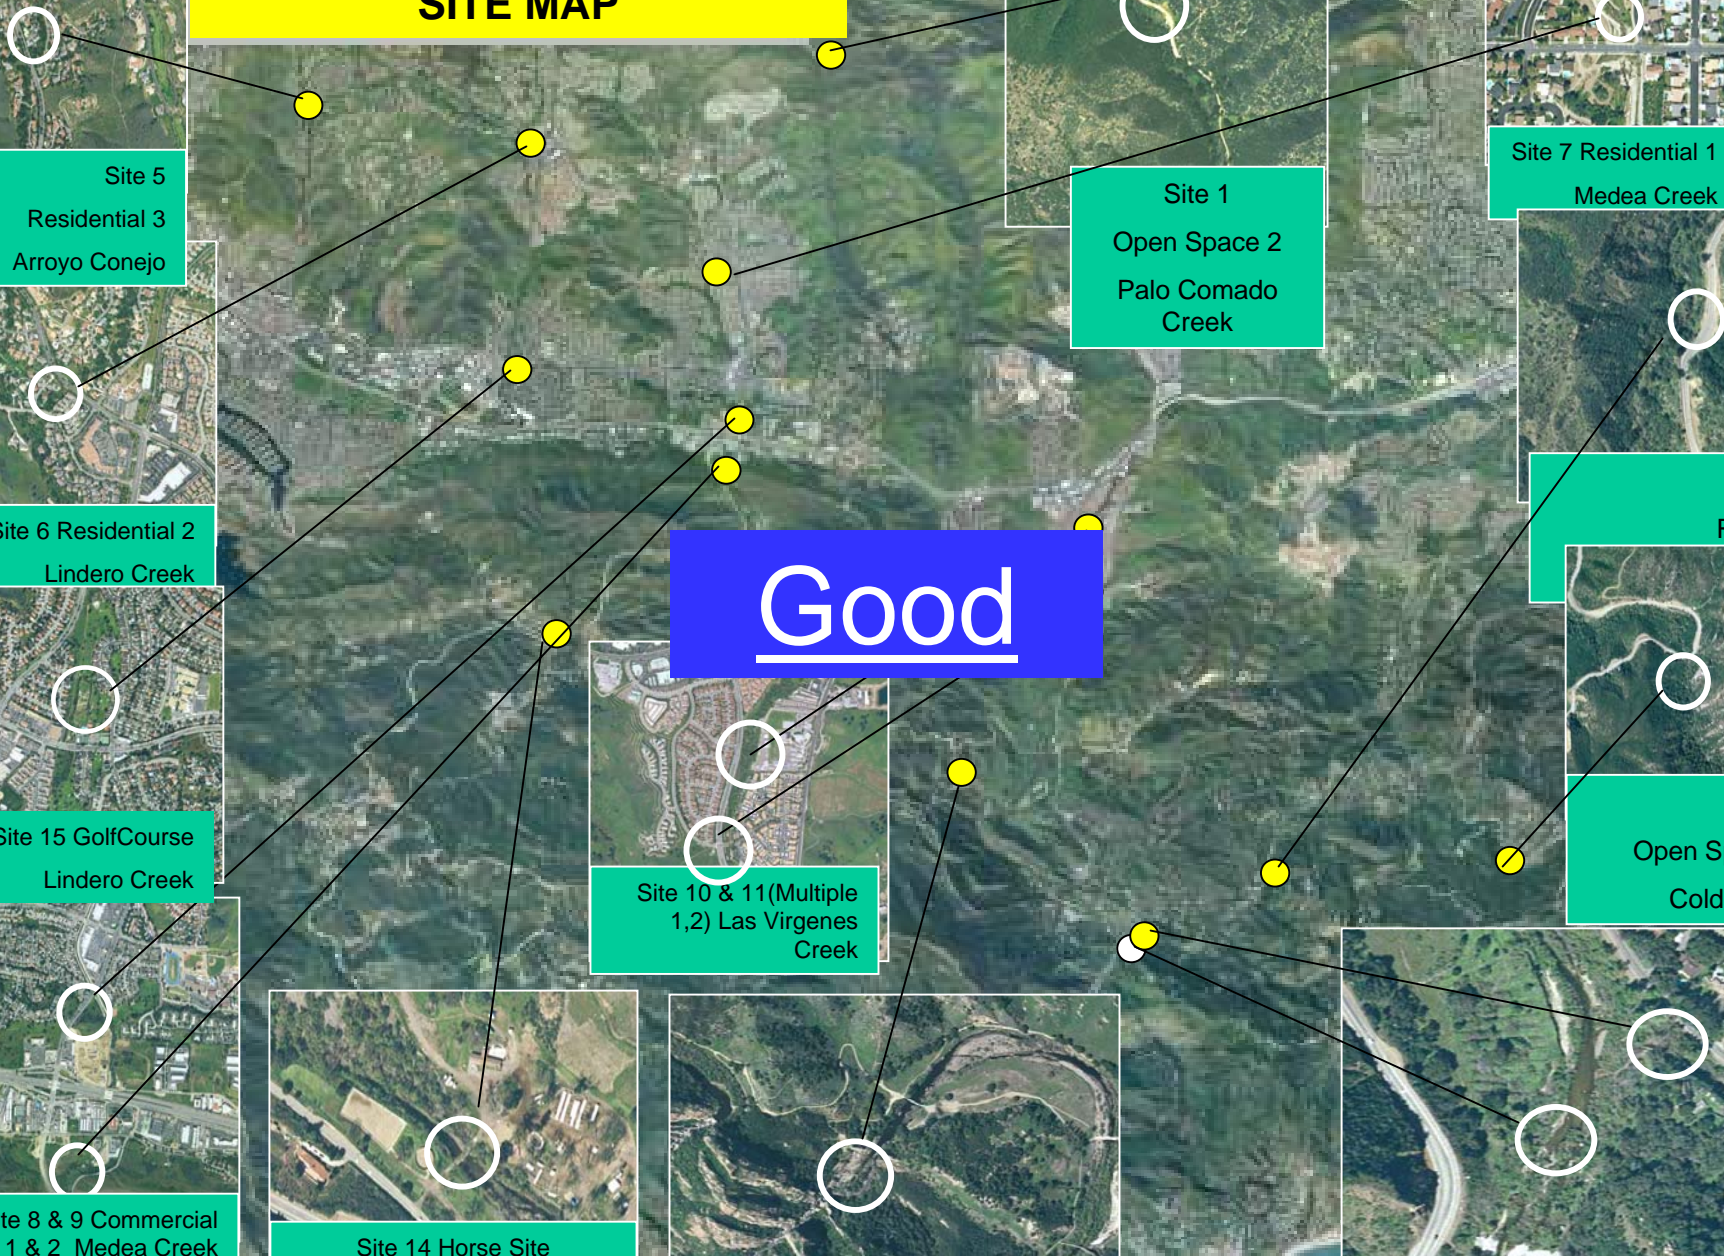 SITE MAP
Site 5
Residential 3
Arroyo Conejo
Site 1
Open Space 2
Palo Comado
Creek
Site 7 Residential 1
Medea Creek
Site 6 Residential 2
Lindero Creek
Good
Site 15 GolfCourse
Lindero Creek
Site 10 & 11(Multiple
1,2) Las Virgenes
Creek
Open S
Cold
te 8 & 9 Commercial
1 & 2 Medea Creek
Site 14 Horse Site